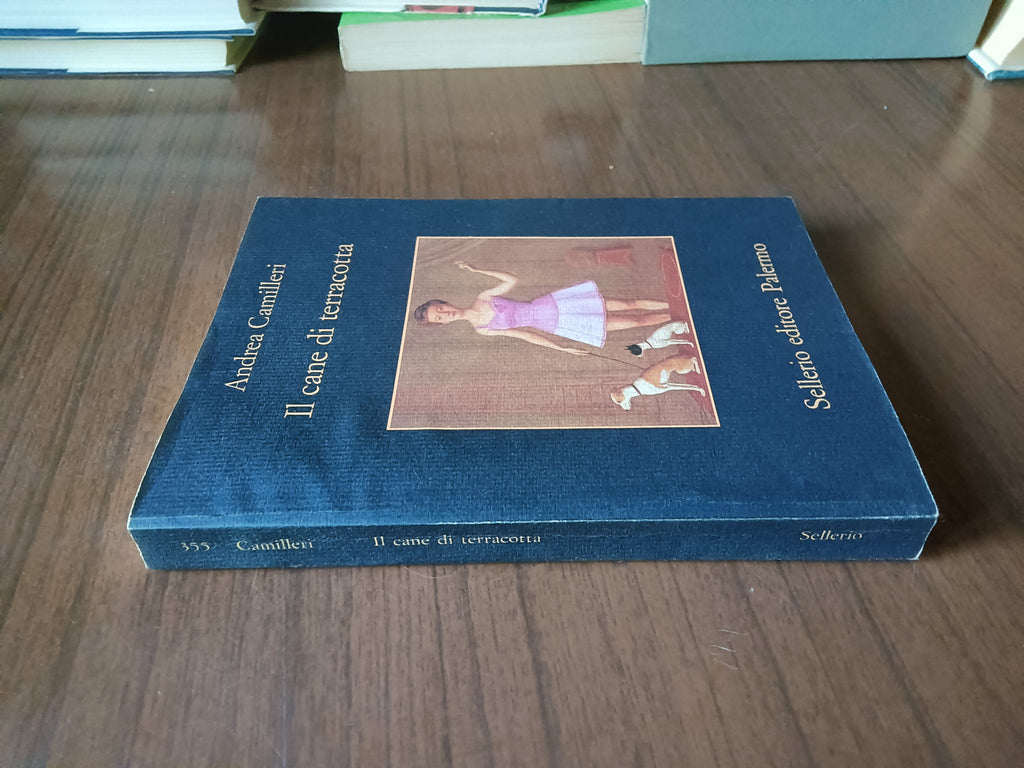 Andrea Camilleri
Il cane di terracotta
Sellerio editore Palermo
355 Camilleri Il cane di terracotta Sellerio